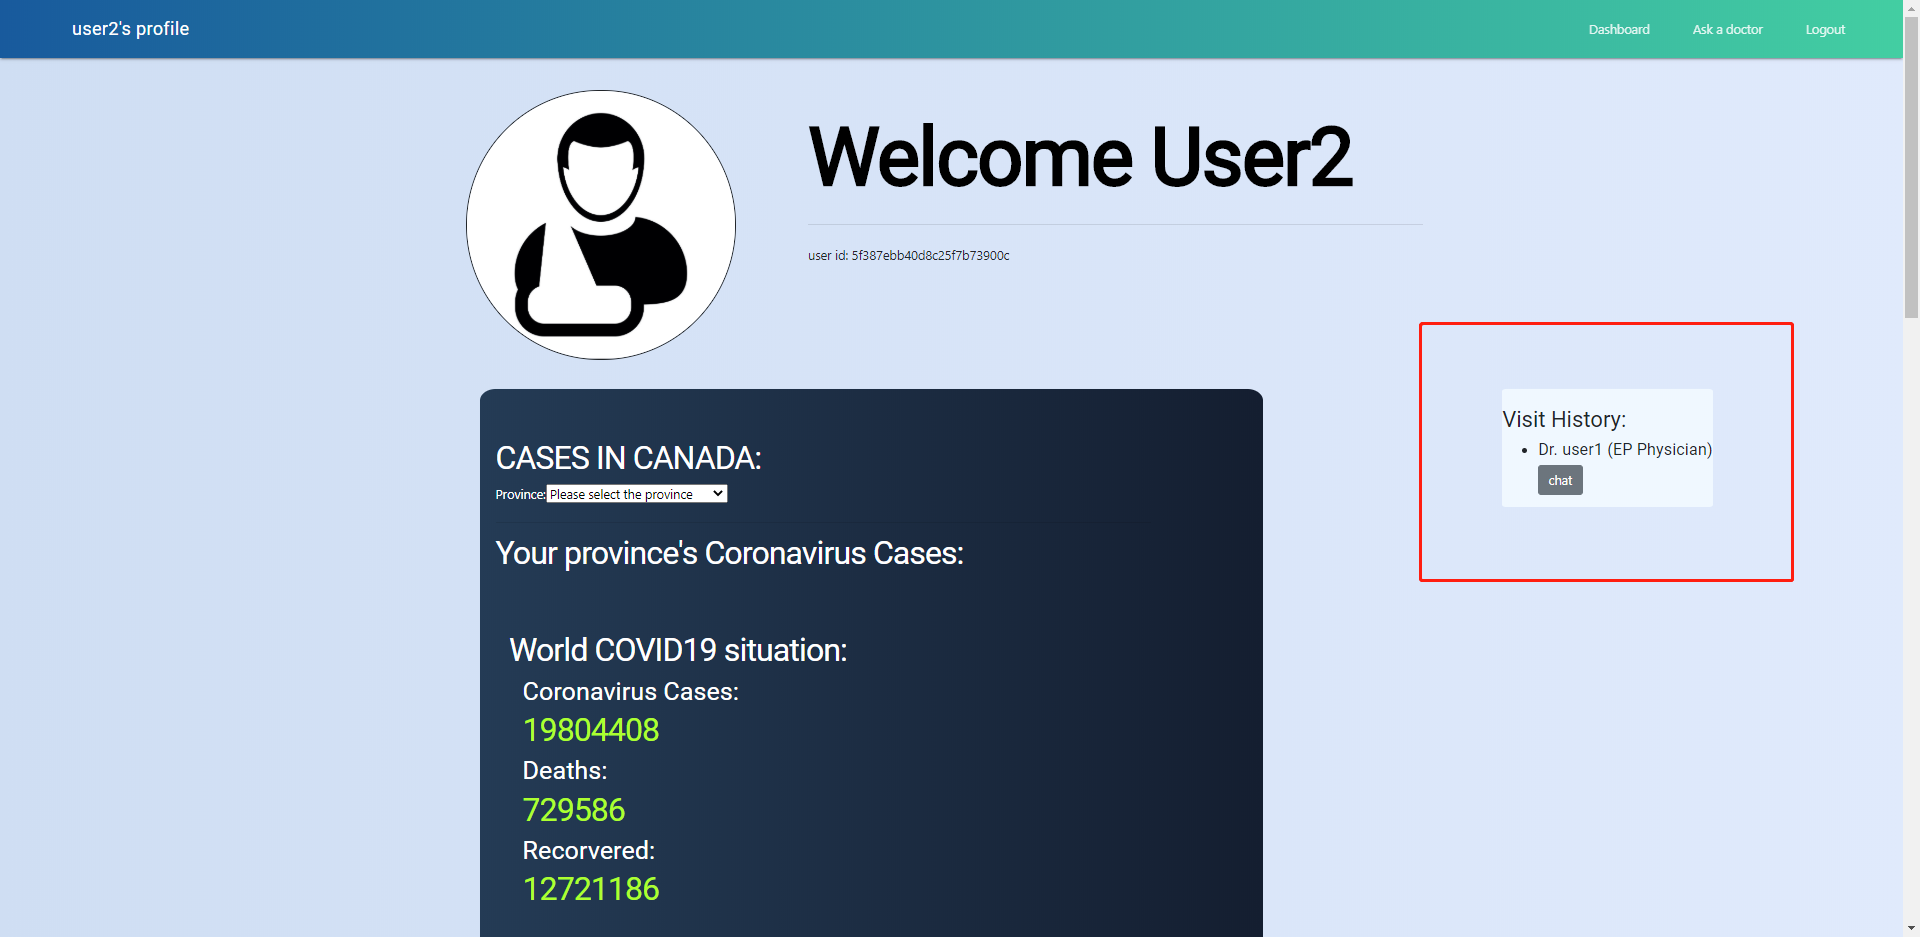 user2's profile
Dashboard
Ask a doctor
Logout
Welcome User2
user id: 5f387ebb40d8c25f7b73900c
CASES IN CANADA:
Province: Please select the province
Your province's Coronavirus Cases:
World COVID19 situation:
Coronavirus Cases:
19804408
Deaths:
729586
Recorvered:
12721186
Visit History:
Dr. user1 (EP Physician)
chat